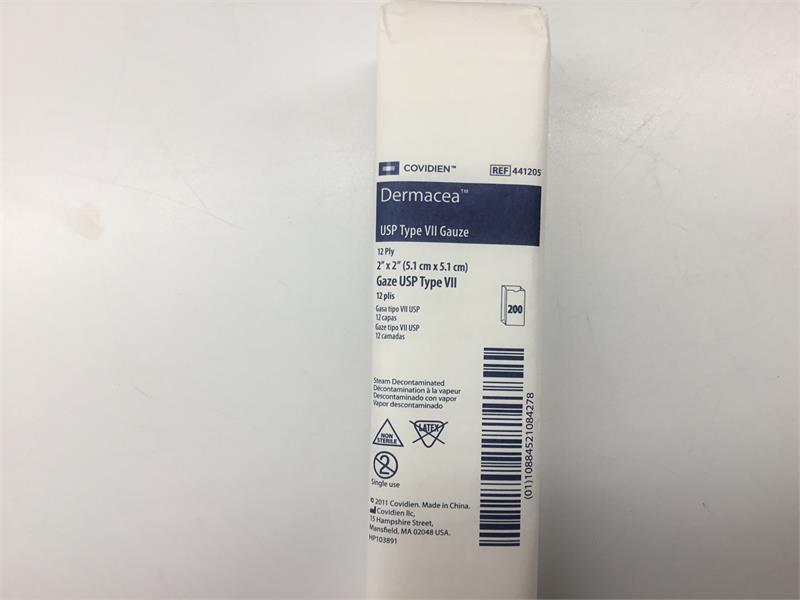 COVIDIEN™
REF 441205
Dermacea™
USP Type VII Gauze
12 Ply
2" x 2" (5.1 cm x 5.1 cm)
Gaze USP Type VII
12 plis
Gasa tipo VII USP
12 capas
Gaze tipo VII USP
12 camadas
200
Steam Decontaminated
Décontamination à la vapeur
Descontaminado con vapor
Vapor descontaminado
NON
STERILE
LATEX
2
Single use
(01)10884521084278
© 2011 Covidien. Made in China.
Covidien llc,
15 Hampshire Street,
Mansfield, MA 02048 USA.
HP103891